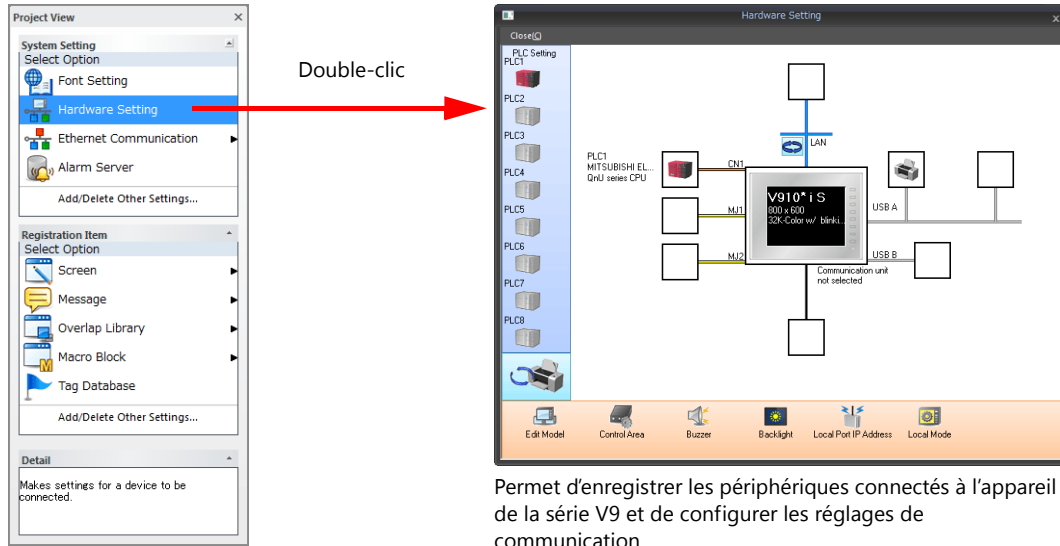 Project View
System Setting
Select Option
Font Setting
Hardware Setting
Ethernet Communication
Alarm Server
Add/Delete Other Settings...
Registration Item
Select Option
Screen
Message
Overlap Library
Macro Block
Tag Database
Add/Delete Other Settings...
Detail
Makes settings for a device to be
connected.
Double-clic
Hardware Setting
Close(C)
PLC Setting
PLC1
PLC2
PLC3
PLC4
PLC5
PLC6
PLC7
PLC8
LAN
PLC1
MITSUBISHI EL...
QnU series CPU
CN1
MJ1
MJ2
V910*iS
800 x 600
32K-Color w/ blinki...
USB A
USB B
Communication unit
not selected
Edit Model
Control Area
Buzzer
Backlight
Local Port IP Address
Local Mode
Permet d'enregistrer les périphériques connectés à l'appareil
de la série V9 et de configurer les réglages de
communication